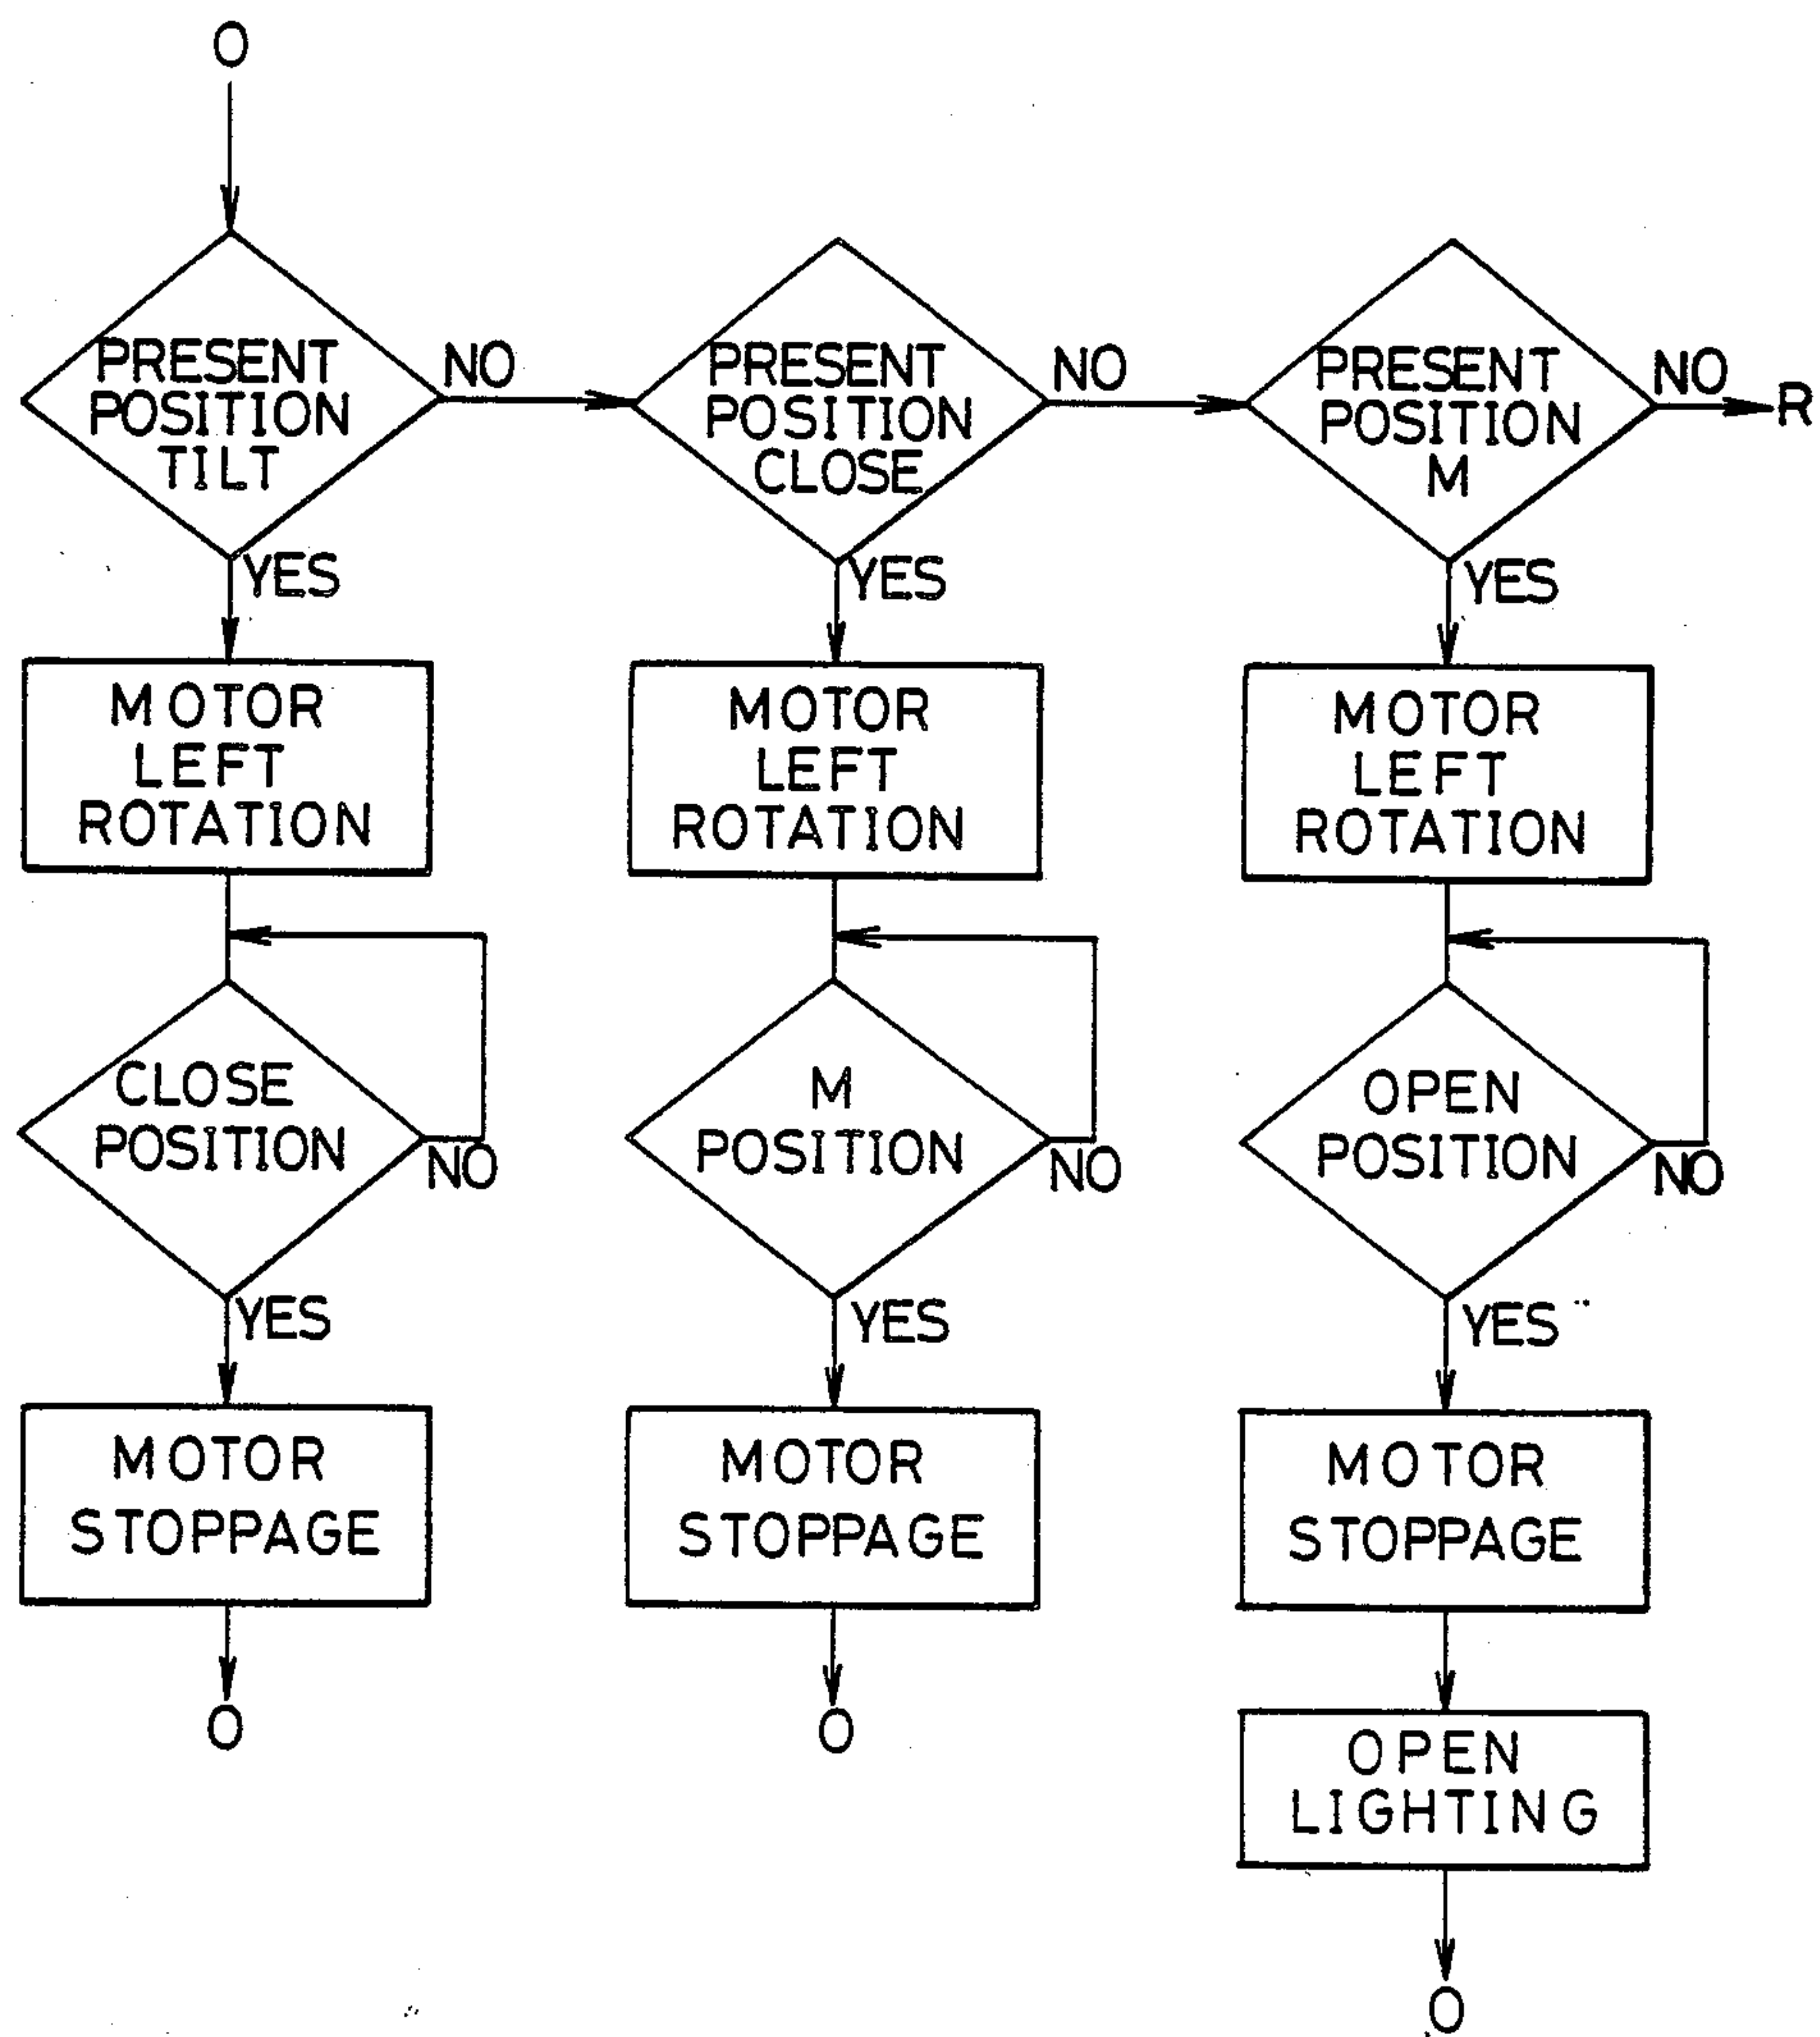 O
PRESENT
POSITION
TILT
NO
PRESENT
POSITION
CLOSE
NO
PRESENT
POSITION
M
NO
R
YES
YES
YES
MOTOR
LEFT
ROTATION
MOTOR
LEFT
ROTATION
MOTOR
LEFT
ROTATION
CLOSE
POSITION
NO
M
POSITION
NO
OPEN
POSITION
NO
YES
YES
YES
MOTOR
STOPPAGE
MOTOR
STOPPAGE
MOTOR
STOPPAGE
O
O
OPEN
LIGHTING
O